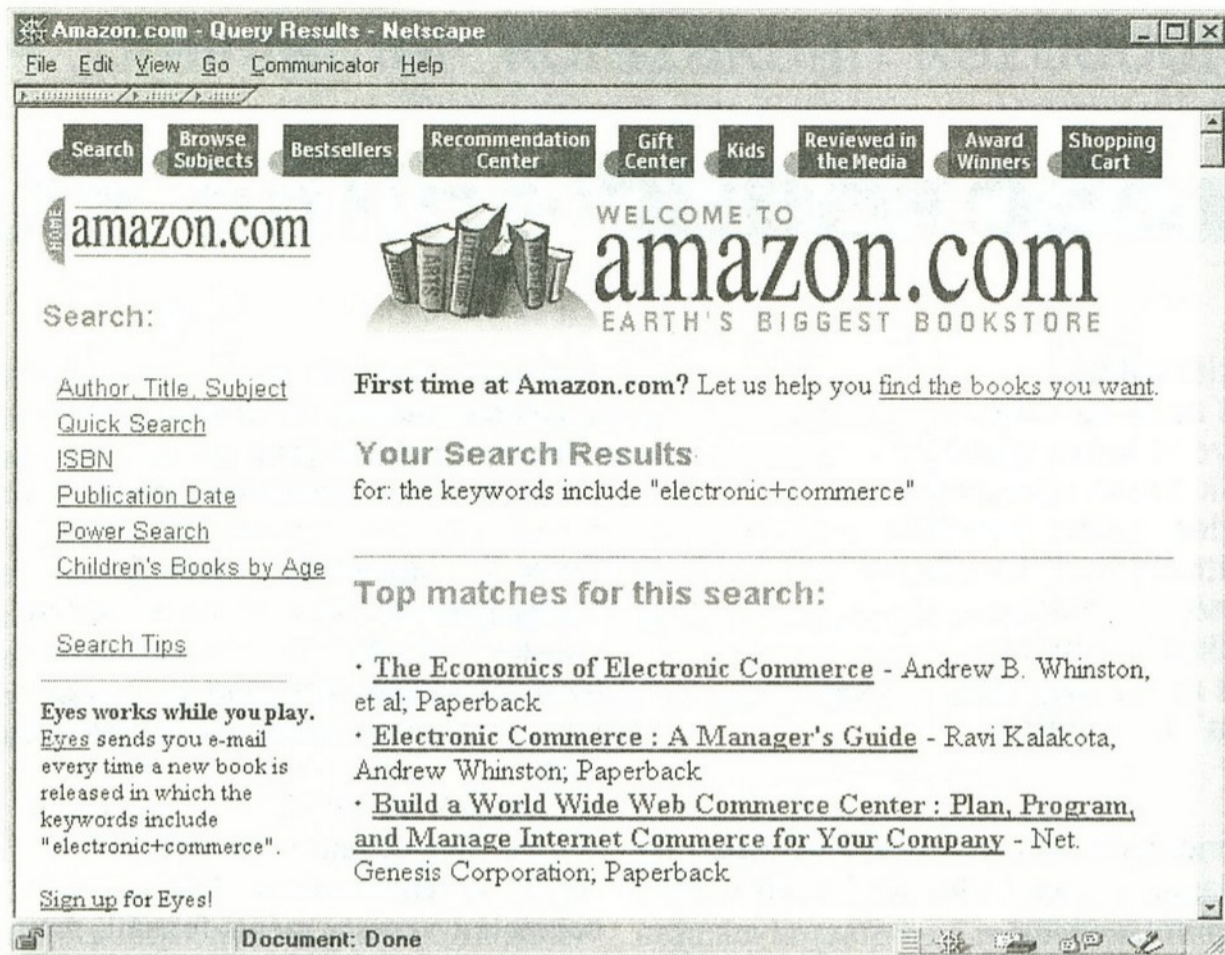 Amazon.com - Query Results - Netscape
File Edit View Go Communicator Help
Search
Browse
Subjects
Bestsellers
Recommendation
Center
Gift
Center
Kids
Reviewed in
the Media
Award
Winners
Shopping
Cart
HOME
amazon.com
WELCOME TO
amazon.com
EARTH'S BIGGEST BOOKSTORE
ARTS
LITERATURE
Search:
Author, Title, Subject
Quick Search
ISBN
Publication Date
Power Search
Children's Books by Age
Search Tips
Eyes works while you play.
Eyes sends you e-mail
every time a new book is
released in which the
keywords include
"electronic+commerce".
Sign up for Eyes!
First time at Amazon.com? Let us help you find the books you want.
Your Search Results
for: the keywords include "electronic+commerce"
Top matches for this search:
· The Economics of Electronic Commerce - Andrew B. Whinston,
et al; Paperback
· Electronic Commerce : A Manager's Guide - Ravi Kalakota,
Andrew Whinston; Paperback
· Build a World Wide Web Commerce Center : Plan, Program,
and Manage Internet Commerce for Your Company - Net.
Genesis Corporation; Paperback
Document: Done